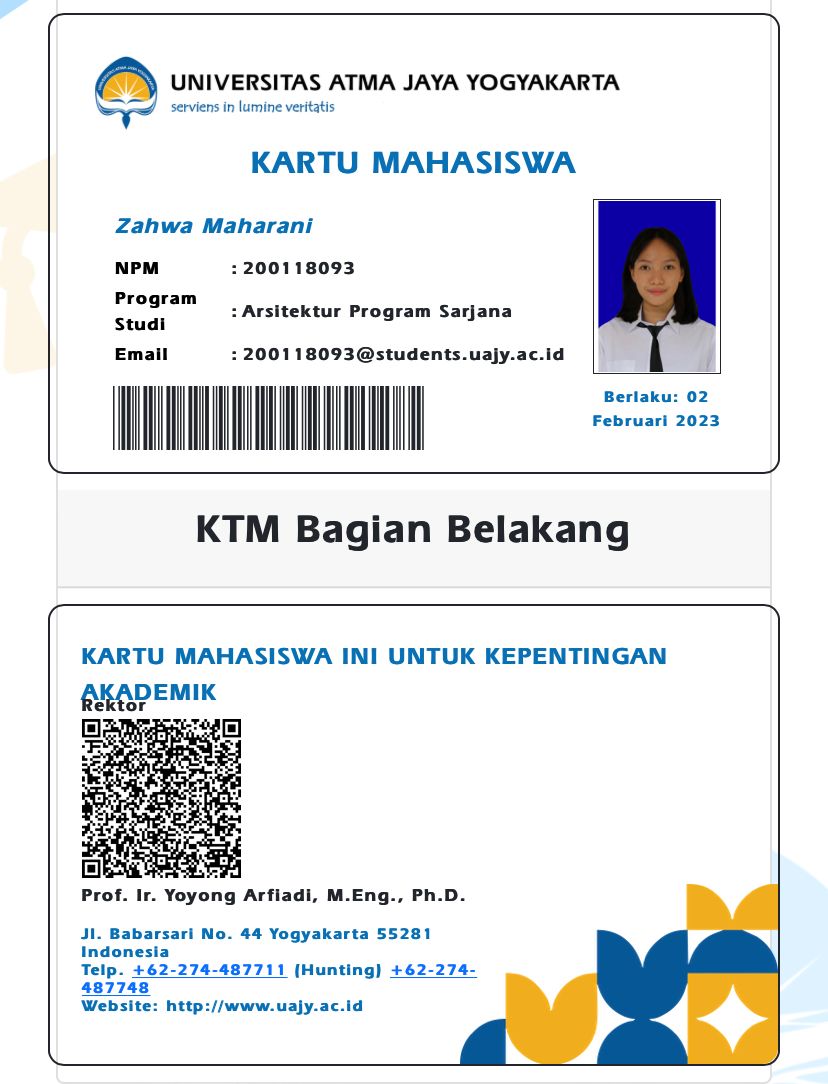 UNIVERSITAS ATMA JAYA YOGYAKARTA
serviens in lumine veritatis
KARTU MAHASISWA
Zahwa Maharani
NPM : 200118093
Program Studi : Arsitektur Program Sarjana
Email : 200118093@students.uajy.ac.id
Berlaku: 02
Februari 2023
KTM Bagian Belakang
KARTU MAHASISWA INI UNTUK KEPENTINGAN
AKADEMIK
Rektor
Prof. Ir. Yoyong Arfiadi, M.Eng., Ph.D.
Jl. Babarsari No. 44 Yogyakarta 55281
Indonesia
Telp. +62-274-487711 (Hunting) +62-274-
487748
Website: http://www.uajy.ac.id